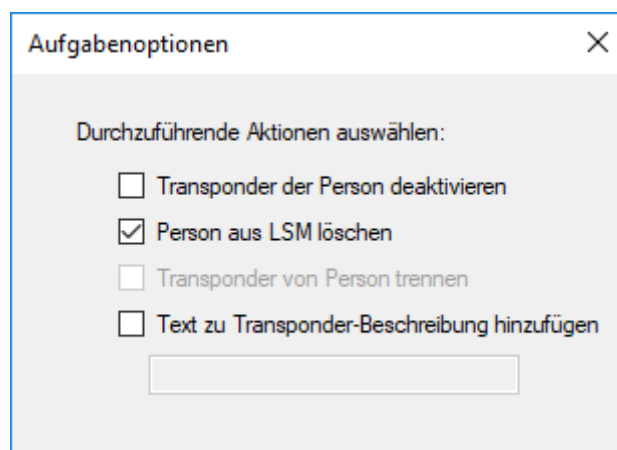 Aufgabenoptionen
Durchzuführende Aktionen auswählen:
Transponder der Person deaktivieren
Person aus LSM löschen
Transponder von Person trennen
Text zu Transponder-Beschreibung hinzufügen